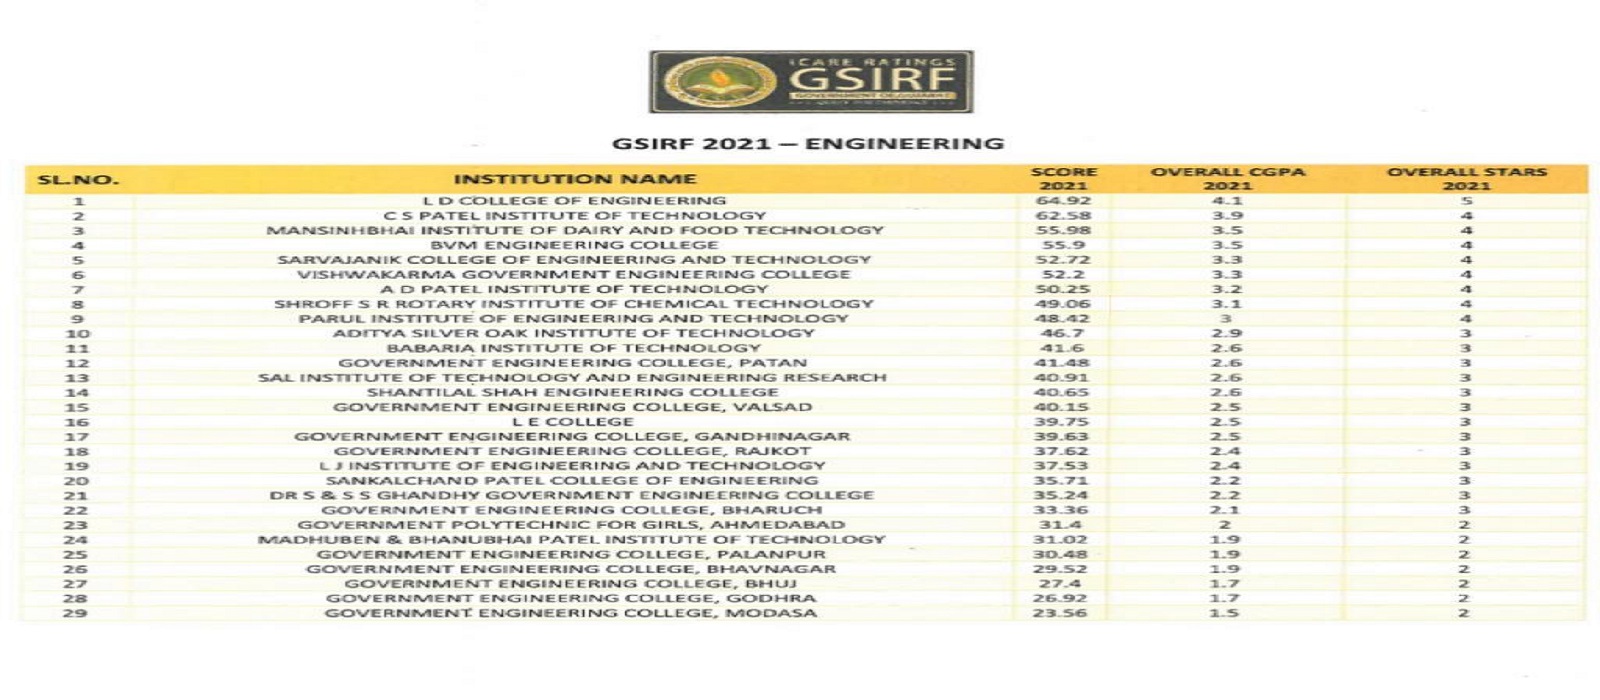 ICARE RATINGS
GSIRF
GOVERNMENT OF GUJARAT
GSIRF 2021 – ENGINEERING
SL.NO. INSTITUTION NAME SCORE 2021 OVERALL CGPA 2021 OVERALL STARS 2021
1 L D COLLEGE OF ENGINEERING 64.92 4.1 5
2 C S PATEL INSTITUTE OF TECHNOLOGY 62.58 3.9 4
3 MANSINHBHAI INSTITUTE OF DAIRY AND FOOD TECHNOLOGY 55.98 3.5 4
4 BVM ENGINEERING COLLEGE 55.9 3.5 4
5 SARVAJANIK COLLEGE OF ENGINEERING AND TECHNOLOGY 52.72 3.3 4
6 VISHWAKARMA GOVERNMENT ENGINEERING COLLEGE 52.2 3.3 4
7 A D PATEL INSTITUTE OF TECHNOLOGY 50.25 3.2 4
8 SHROFF S R ROTARY INSTITUTE OF CHEMICAL TECHNOLOGY 49.06 3.1 4
9 PARUL INSTITUTE OF ENGINEERING AND TECHNOLOGY 48.42 3 4
10 ADITYA SILVER OAK INSTITUTE OF TECHNOLOGY 46.7 2.9 3
11 BABARIA INSTITUTE OF TECHNOLOGY 41.6 2.6 3
12 GOVERNMENT ENGINEERING COLLEGE, PATAN 41.48 2.6 3
13 SAL INSTITUTE OF TECHNOLOGY AND ENGINEERING RESEARCH 40.91 2.6 3
14 SHANTILAL SHAH ENGINEERING COLLEGE 40.65 2.6 3
15 GOVERNMENT ENGINEERING COLLEGE, VALSAD 40.15 2.5 3
16 L E COLLEGE 39.75 2.5 3
17 GOVERNMENT ENGINEERING COLLEGE, GANDHINAGAR 39.63 2.5 3
18 GOVERNMENT ENGINEERING COLLEGE, RAJKOT 37.62 2.4 3
19 L J INSTITUTE OF ENGINEERING AND TECHNOLOGY 37.53 2.4 3
20 SANKALCHAND PATEL COLLEGE OF ENGINEERING 35.71 2.2 3
21 DR S & S S GHANDHY GOVERNMENT ENGINEERING COLLEGE 35.24 2.2 3
22 GOVERNMENT ENGINEERING COLLEGE, BHARUCH 33.36 2.1 3
23 GOVERNMENT POLYTECHNIC FOR GIRLS, AHMEDABAD 31.4 2 2
24 MADHUBEN & BHANUBHAI PATEL INSTITUTE OF TECHNOLOGY 31.02 1.9 2
25 GOVERNMENT ENGINEERING COLLEGE, PALANPUR 30.48 1.9 2
26 GOVERNMENT ENGINEERING COLLEGE, BHAVNAGAR 29.52 1.9 2
27 GOVERNMENT ENGINEERING COLLEGE, BHUJ 27.4 1.7 2
28 GOVERNMENT ENGINEERING COLLEGE, GODHRA 26.92 1.7 2
29 GOVERNMENT ENGINEERING COLLEGE, MODASA 23.56 1.5 2